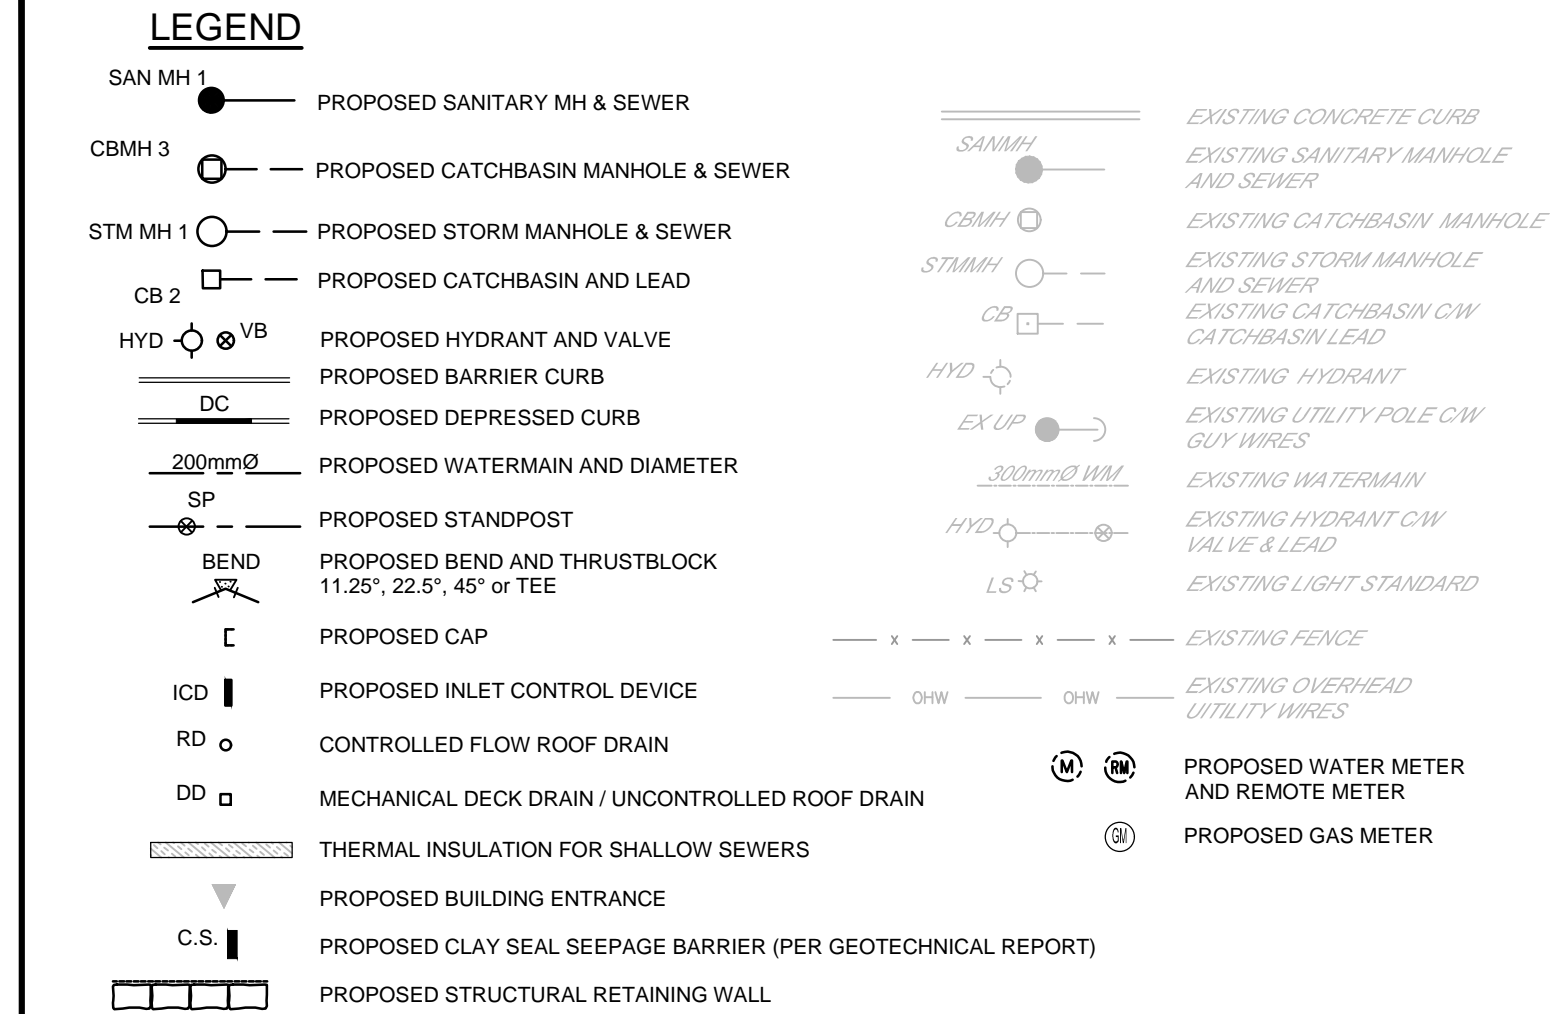 LEGEND
SAN MH 1
PROPOSED SANITARY MH & SEWER
CBMH 3
PROPOSED CATCHBASIN MANHOLE & SEWER
STM MH 1
PROPOSED STORM MANHOLE & SEWER
CB 2
PROPOSED CATCHBASIN AND LEAD
HYD
VB
PROPOSED HYDRANT AND VALVE
PROPOSED BARRIER CURB
DC
PROPOSED DEPRESSED CURB
200mmØ
PROPOSED WATERMAIN AND DIAMETER
SP
PROPOSED STANDPOST
BEND
PROPOSED BEND AND THRUSTBLOCK
11.25°, 22.5°, 45° or TEE
PROPOSED CAP
ICD
PROPOSED INLET CONTROL DEVICE
RD
CONTROLLED FLOW ROOF DRAIN
DD
MECHANICAL DECK DRAIN / UNCONTROLLED ROOF DRAIN
THERMAL INSULATION FOR SHALLOW SEWERS
PROPOSED BUILDING ENTRANCE
C.S.
PROPOSED CLAY SEAL SEEPAGE BARRIER (PER GEOTECHNICAL REPORT)
PROPOSED STRUCTURAL RETAINING WALL
EXISTING CONCRETE CURB
SANMH
EXISTING SANITARY MANHOLE
AND SEWER
CBMH
EXISTING CATCHBASIN MANHOLE
STMMH
EXISTING STORM MANHOLE
AND SEWER
CB
EXISTING CATCHBASIN C/W
CATCHBASIN LEAD
HYD
EXISTING HYDRANT
EX UP
EXISTING UTILITY POLE C/W
GUY WIRES
300mmØ WM
EXISTING WATERMAIN
HYD
EXISTING HYDRANT C/W
VALVE & LEAD
LS
EXISTING LIGHT STANDARD
x x x x
EXISTING FENCE
OHW OHW
EXISTING OVERHEAD
UITILITY WIRES
M RM
PROPOSED WATER METER
AND REMOTE METER
GM
PROPOSED GAS METER